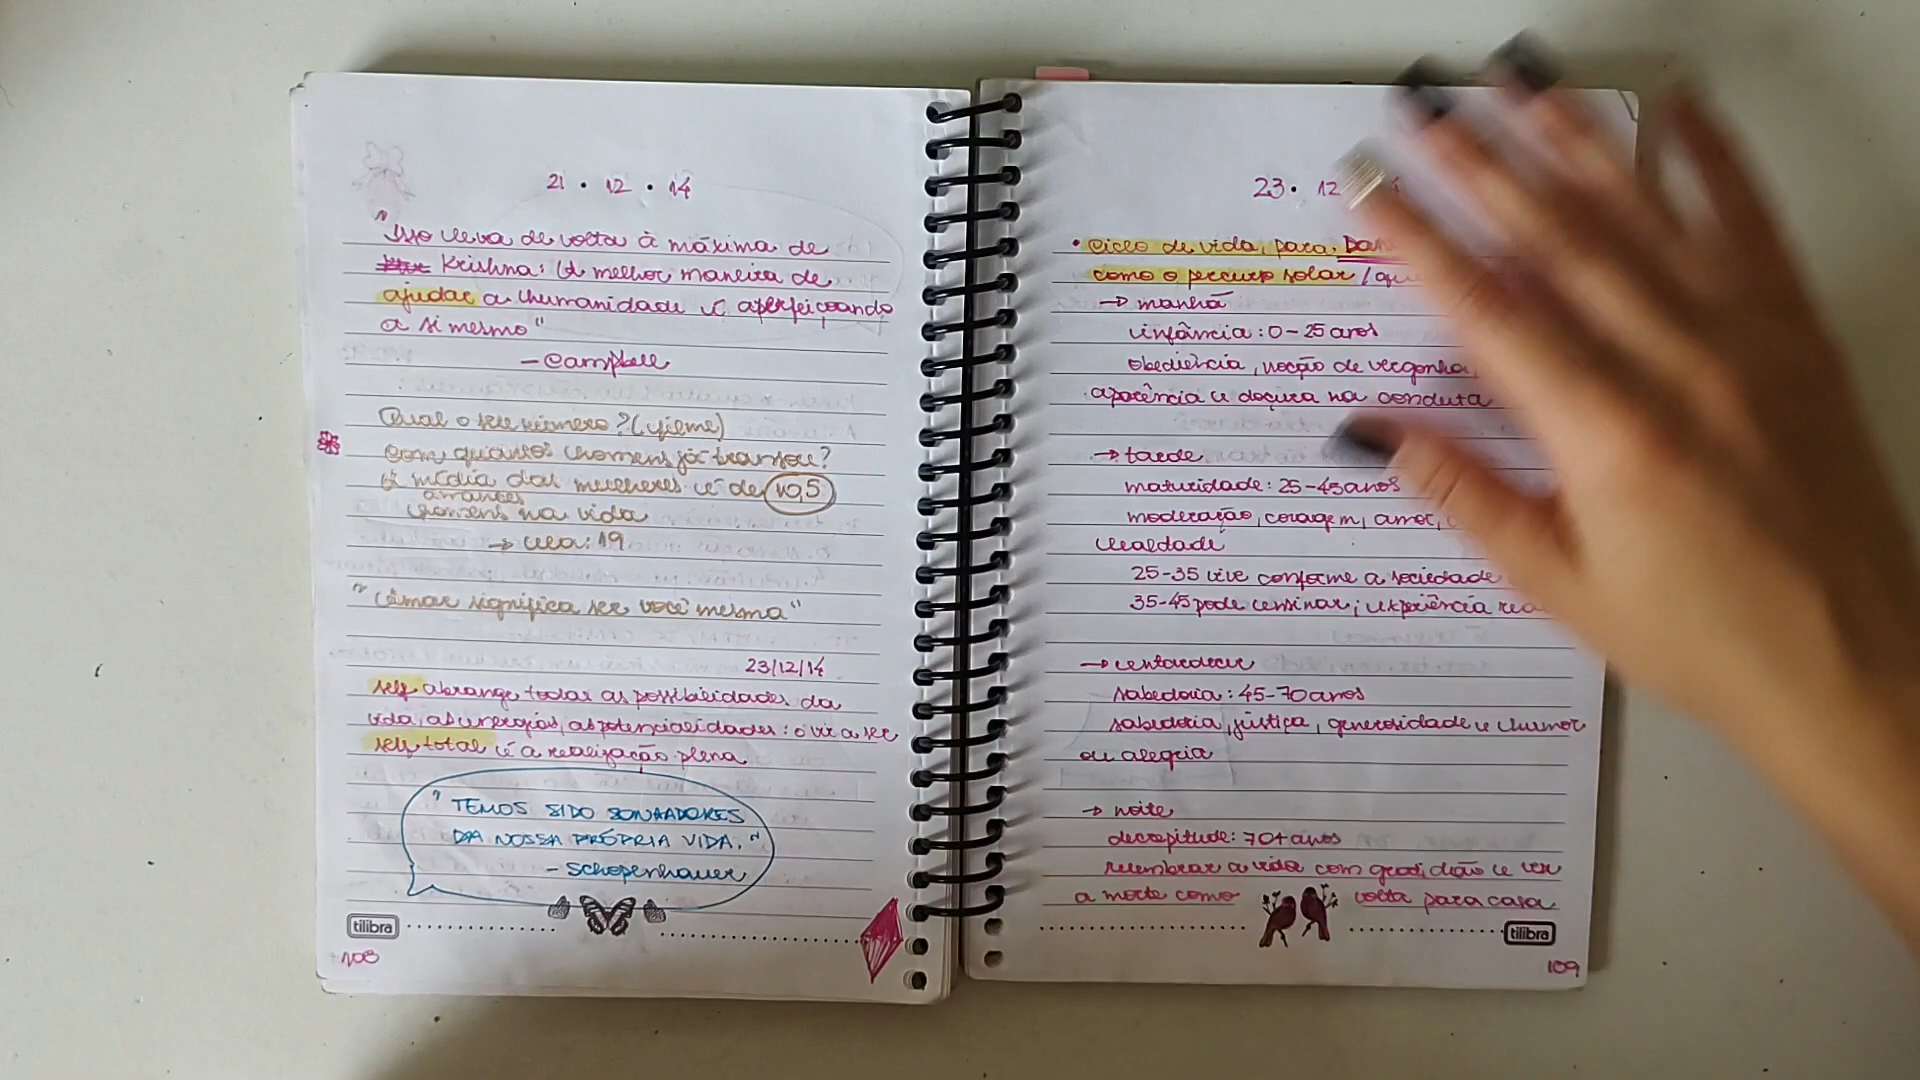 21 · 12 · 14
"Isso leva de volta à máxima de
Krishna: A melhor maneira de
ajudar a humanidade é aperfeiçoando
a si mesmo"
- Campbell
Qual o seu número? (filme)
Com quantos homens já transou?
A média das mulheres é de 10,5
amantes
homens na vida
→ ela: 19
"Amar significa ser você mesma"
23/12/14
self abrange todas as possibilidades da
vida, as energias, as potencialidades: o vir a ser
self total é a realização plena
"TEMOS SIDO SONHADORES
DA NOSSA PRÓPRIA VIDA."
- Schopenhauer
tilibra
108
23 · 12
• Ciclo de vida, para
como o percurso solar
→ manhã
infância: 0-25 anos
obediência, noção de vergonha,
aparência e doçura na conduta
→ tarde
maturidade: 25-45 anos
moderação, coragem, amor,
lealdade
25-35 vive conforme a sociedade
35-45 pode ensinar; experiência
→ entardecer
sabedoria: 45-70 anos
sabedoria, justiça, generosidade e humor
ou alegria
→ noite
decrepitude: 70+ anos
relembrar a vida com gratidão e ver
a morte como volta para casa
tilibra
109